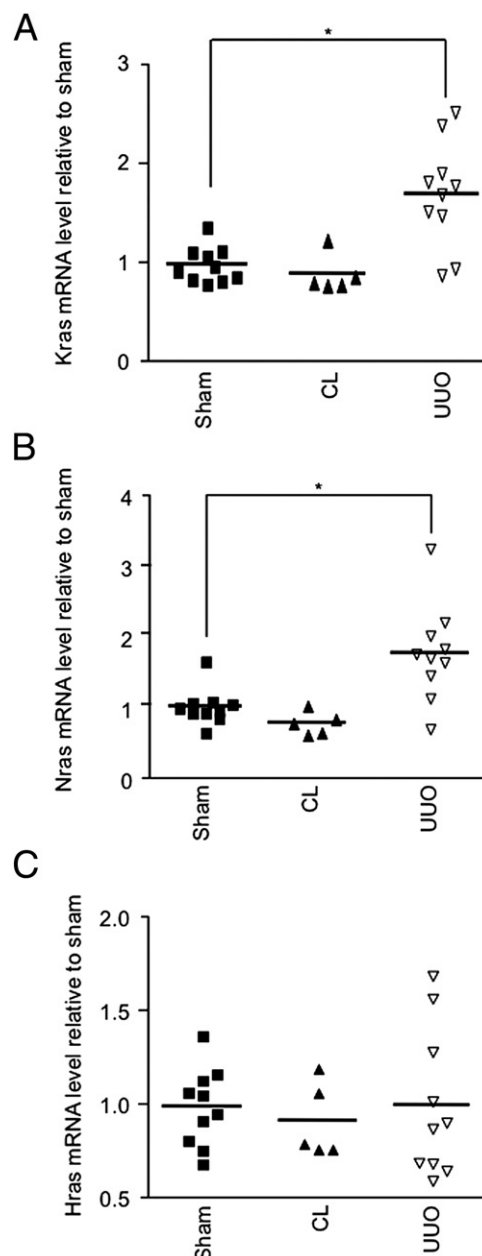 A
*
Kras mRNA level relative to sham
3
2
1
0
Sham
CL
UUO
B
*
Nras mRNA level relative to sham
4
3
2
1
0
Sham
CL
UUO
C
Hras mRNA level relative to sham
2.0
1.5
1.0
0.5
Sham
CL
UUO